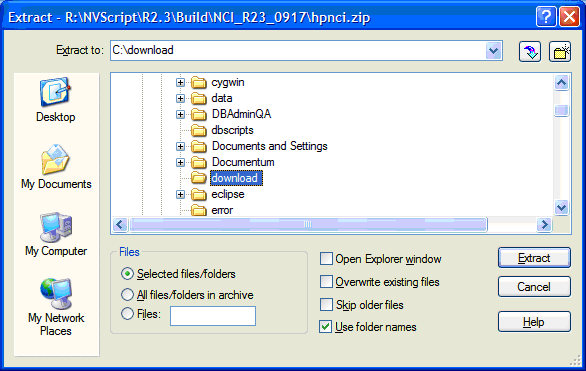 Extract - R:\NVScript\R2.3\Build\NCI_R23_0917\hpnci.zip
Extract to: C:\download
Desktop
My Documents
My Computer
My Network Places
cygwin
data
DBAdminQA
dbscripts
Documents and Settings
Documentum
download
eclipse
error
Files
Selected files/folders
All files/folders in archive
Files:
Open Explorer window
Overwrite existing files
Skip older files
Use folder names
Extract
Cancel
Help